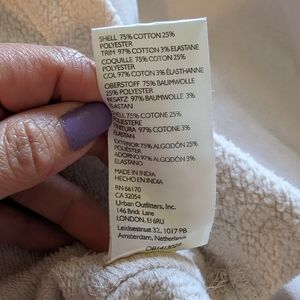 SHELL 75% COTTON 25%
POLYESTER
TRIM 97% COTTON 3% ELASTANE
COQUILLE 75% COTON 25%
POLYESTER
COL 97% COTON 3% ÉLASTHANNE
OBERSTOFF 75% BAUMWOLLE
25% POLYESTER
BESATZ 97% BAUMWOLLE 3%
ELASTAN
SHELL 75% COTONE 25%
POLIESTERE
FINITURA 97% COTONE 3%
ELASTAN
EXTERIOR 75% ALGODÓN 25%
POLIÉSTER
ADORNO 97% ALGODÓN 3%
ELASTANO
MADE IN INDIA
HECHO EN INDIA
RN 66170
CA 32054
Urban Outfitters, Inc.
146 Brick Lane
LONDON, E1 6RU
Leidsestraat 32, 1017 PB
Amsterdam, Netherlands